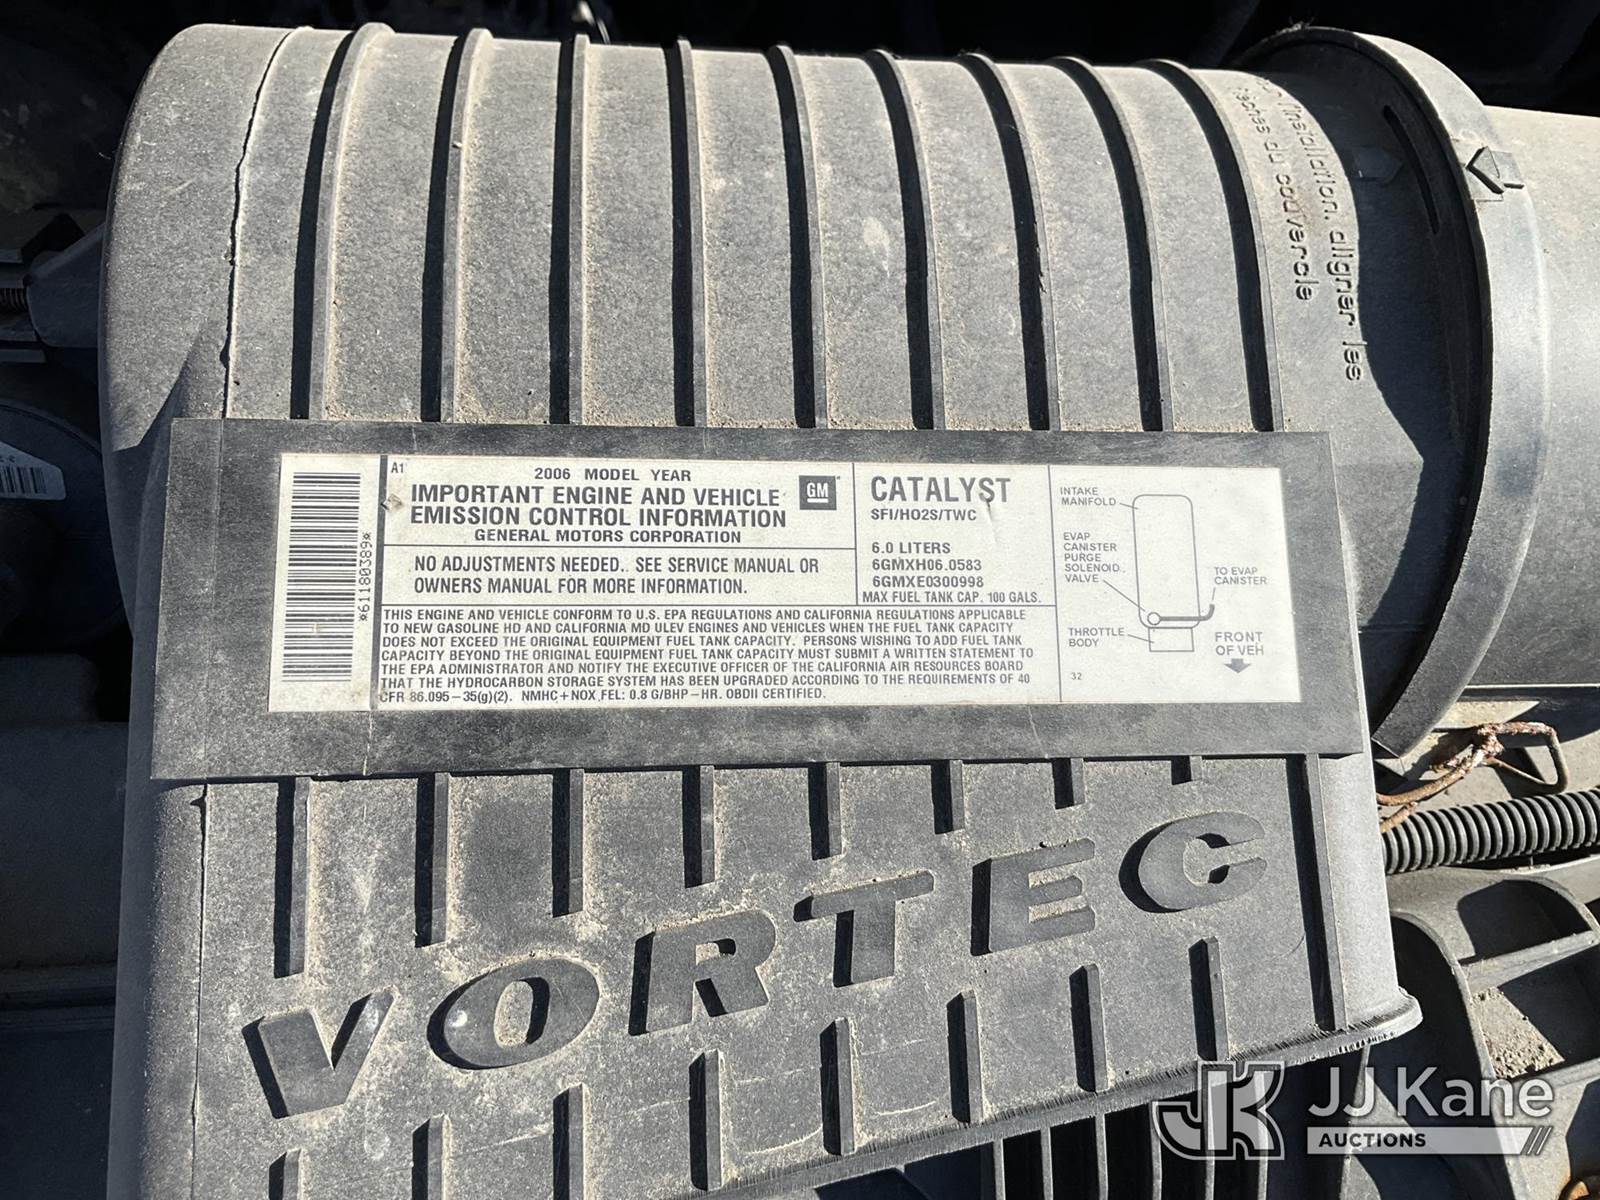 l'installation, aligner les
du couvercle
*61180389*
A1
2006 MODEL YEAR
IMPORTANT ENGINE AND VEHICLE
EMISSION CONTROL INFORMATION
GENERAL MOTORS CORPORATION
GM
NO ADJUSTMENTS NEEDED.. SEE SERVICE MANUAL OR
OWNERS MANUAL FOR MORE INFORMATION.
CATALYST
SFI/HO2S/TWC
6.0 LITERS
6GMXH06.0583
6GMXE0300998
MAX FUEL TANK CAP. 100 GALS.
THIS ENGINE AND VEHICLE CONFORM TO U.S. EPA REGULATIONS AND CALIFORNIA REGULATIONS APPLICABLE
TO NEW GASOLINE HD AND CALIFORNIA MD ULEV ENGINES AND VEHICLES WHEN THE FUEL TANK CAPACITY
DOES NOT EXCEED THE ORIGINAL EQUIPMENT FUEL TANK CAPACITY. PERSONS WISHING TO ADD FUEL TANK
CAPACITY BEYOND THE ORIGINAL EQUIPMENT FUEL TANK CAPACITY MUST SUBMIT A WRITTEN STATEMENT TO
THE EPA ADMINISTRATOR AND NOTIFY THE EXECUTIVE OFFICER OF THE CALIFORNIA AIR RESOURCES BOARD
THAT THE HYDROCARBON STORAGE SYSTEM HAS BEEN UPGRADED ACCORDING TO THE REQUIREMENTS OF 40
CFR 86.095-35(g)(2). NMHC+NOX FEL: 0.8 G/BHP-HR. OBDII CERTIFIED.
INTAKE
MANIFOLD
EVAP
CANISTER
PURGE
SOLENOID
VALVE
TO EVAP
CANISTER
THROTTLE
BODY
FRONT
OF VEH
32
VORTEC
JK JJ Kane
AUCTIONS